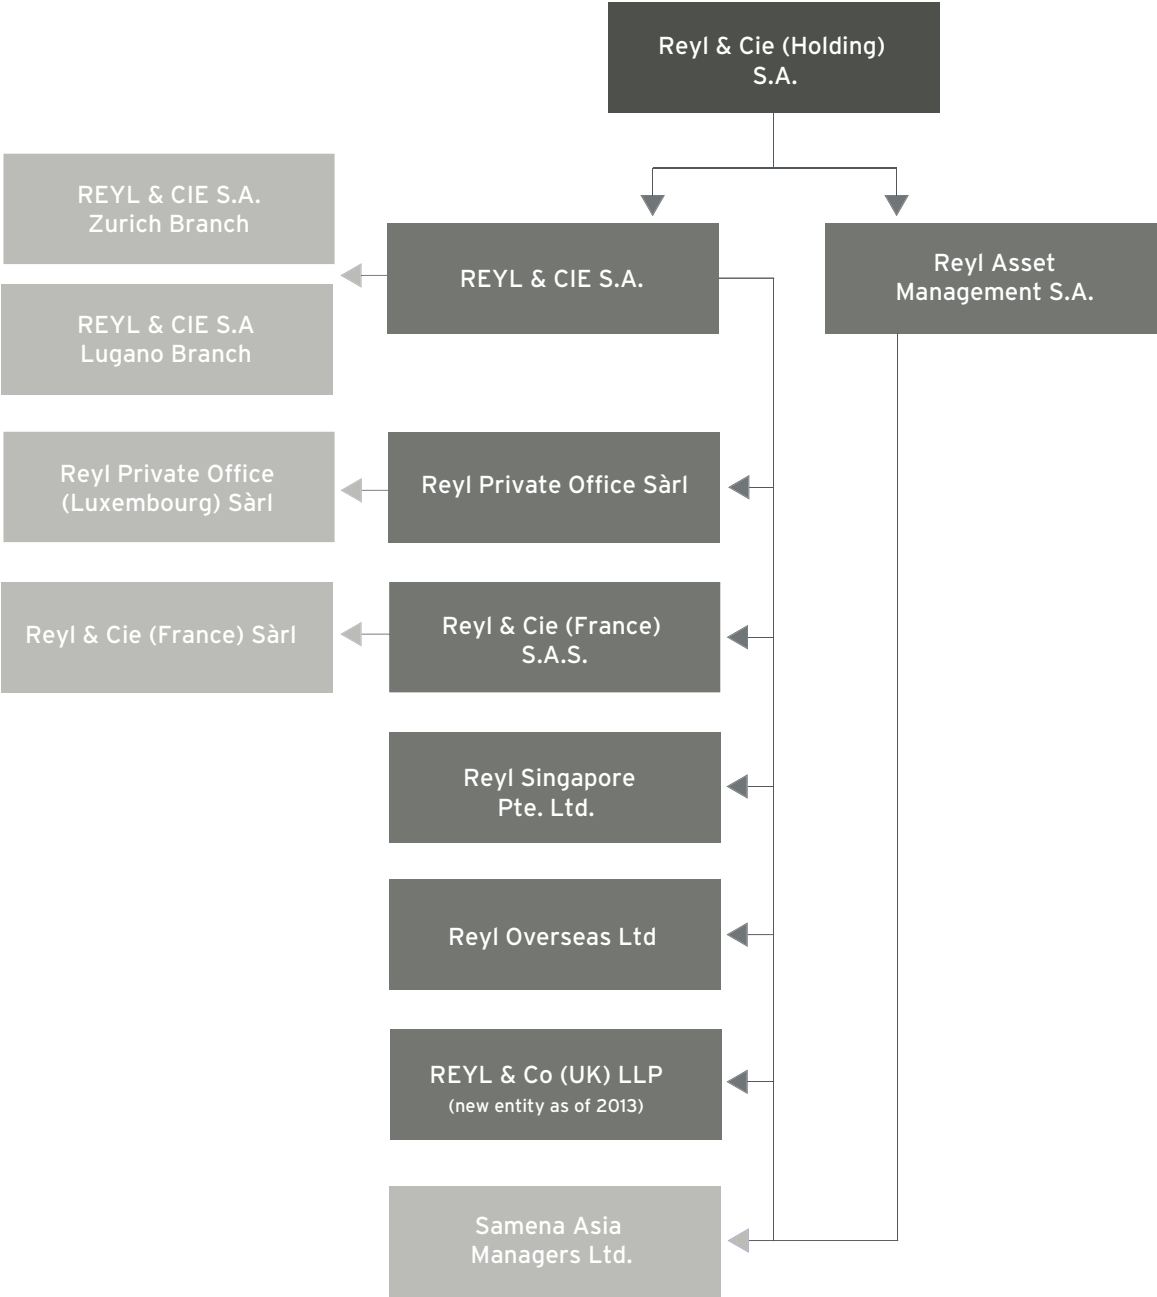 Reyl & Cie (Holding)
S.A.
REYL & CIE S.A.
Zurich Branch
REYL & CIE S.A.
Reyl Asset
Management S.A.
REYL & CIE S.A
Lugano Branch
Reyl Private Office
(Luxembourg) Sàrl
Reyl Private Office Sàrl
Reyl & Cie (France) Sàrl
Reyl & Cie (France)
S.A.S.
Reyl Singapore
Pte. Ltd.
Reyl Overseas Ltd
REYL & Co (UK) LLP
(new entity as of 2013)
Samena Asia
Managers Ltd.